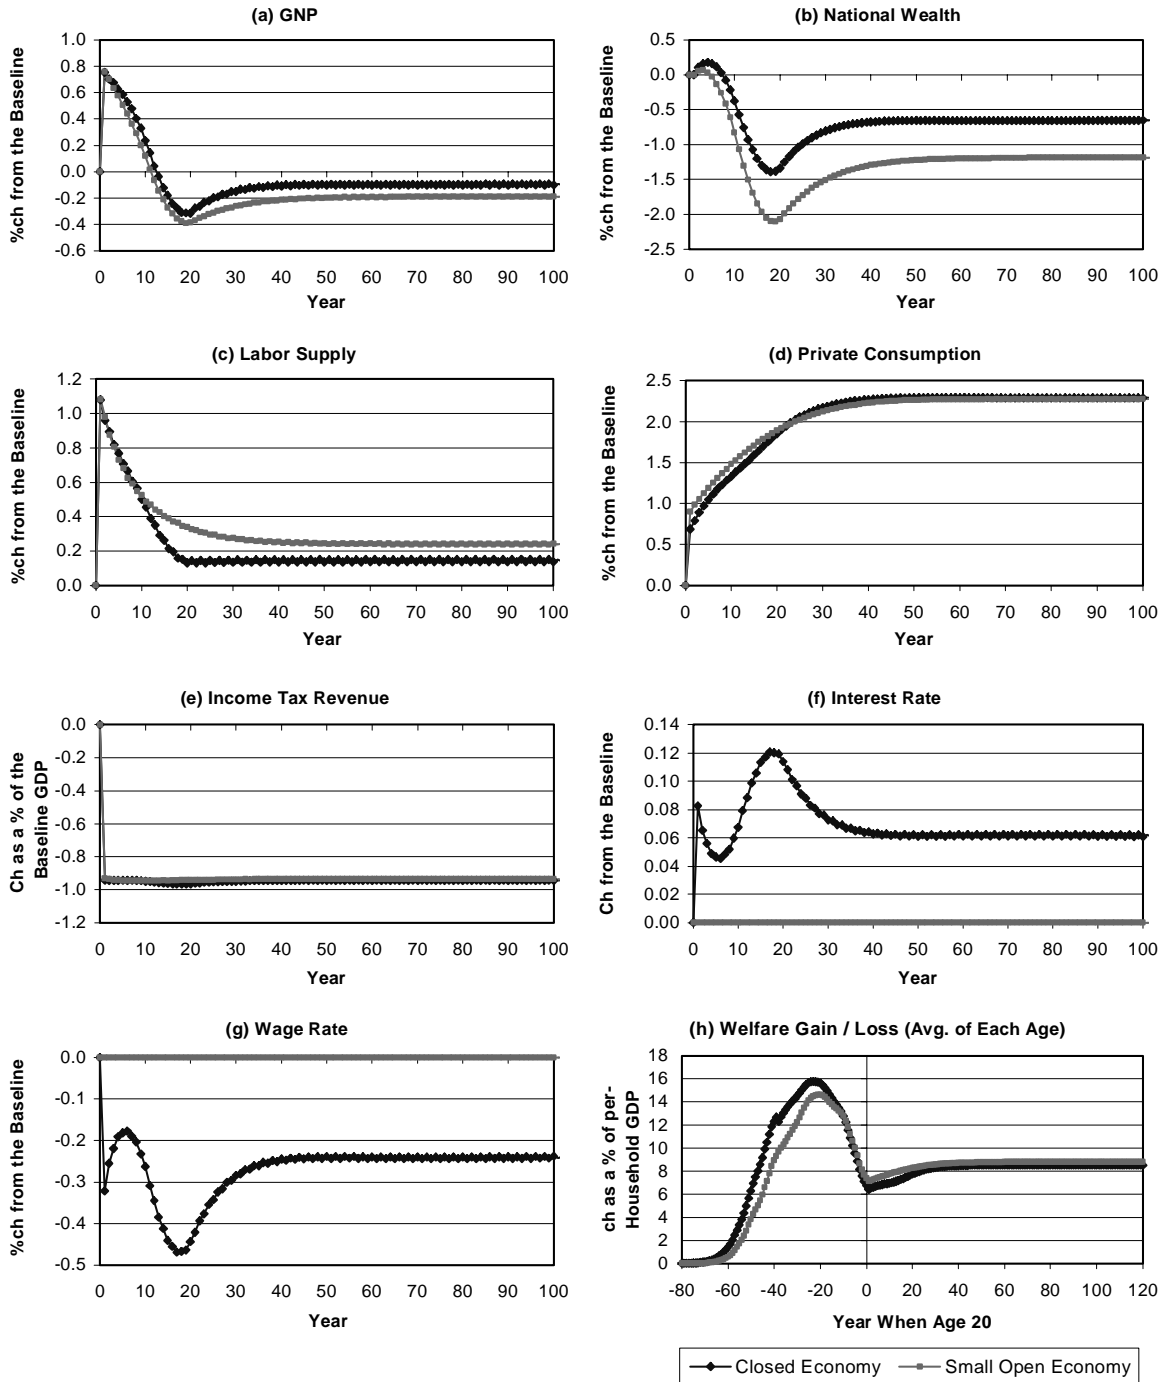 (a) GNP
%ch from the Baseline
1.0
0.8
0.6
0.4
0.2
0.0
-0.2
-0.4
-0.6
0 10 20 30 40 50 60 70 80 90 100
Year
(b) National Wealth
%ch from the Baseline
0.5
0.0
-0.5
-1.0
-1.5
-2.0
-2.5
0 10 20 30 40 50 60 70 80 90 100
Year
(c) Labor Supply
%ch from the Baseline
1.2
1.0
0.8
0.6
0.4
0.2
0.0
0 10 20 30 40 50 60 70 80 90 100
Year
(d) Private Consumption
%ch from the Baseline
2.5
2.0
1.5
1.0
0.5
0.0
0 10 20 30 40 50 60 70 80 90 100
Year
(e) Income Tax Revenue
Ch as a % of the
Baseline GDP
0.0
-0.2
-0.4
-0.6
-0.8
-1.0
-1.2
0 10 20 30 40 50 60 70 80 90 100
Year
(f) Interest Rate
Ch from the Baseline
0.14
0.12
0.10
0.08
0.06
0.04
0.02
0.00
0 10 20 30 40 50 60 70 80 90 100
Year
(g) Wage Rate
%ch from the Baseline
0.0
-0.1
-0.2
-0.3
-0.4
-0.5
0 10 20 30 40 50 60 70 80 90 100
Year
(h) Welfare Gain / Loss (Avg. of Each Age)
ch as a % of per-
Household GDP
18
16
14
12
10
8
6
4
2
0
-80 -60 -40 -20 0 20 40 60 80 100 120
Year When Age 20
Closed Economy
Small Open Economy